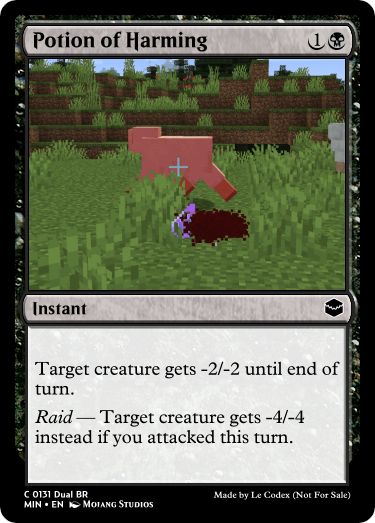 Potion of Harming 1
Instant
Target creature gets -2/-2 until end of
turn.
Raid — Target creature gets -4/-4
instead if you attacked this turn.
C 0131 Dual BR
MIN • EN Mojang Studios
Made by Le Codex (Not For Sale)